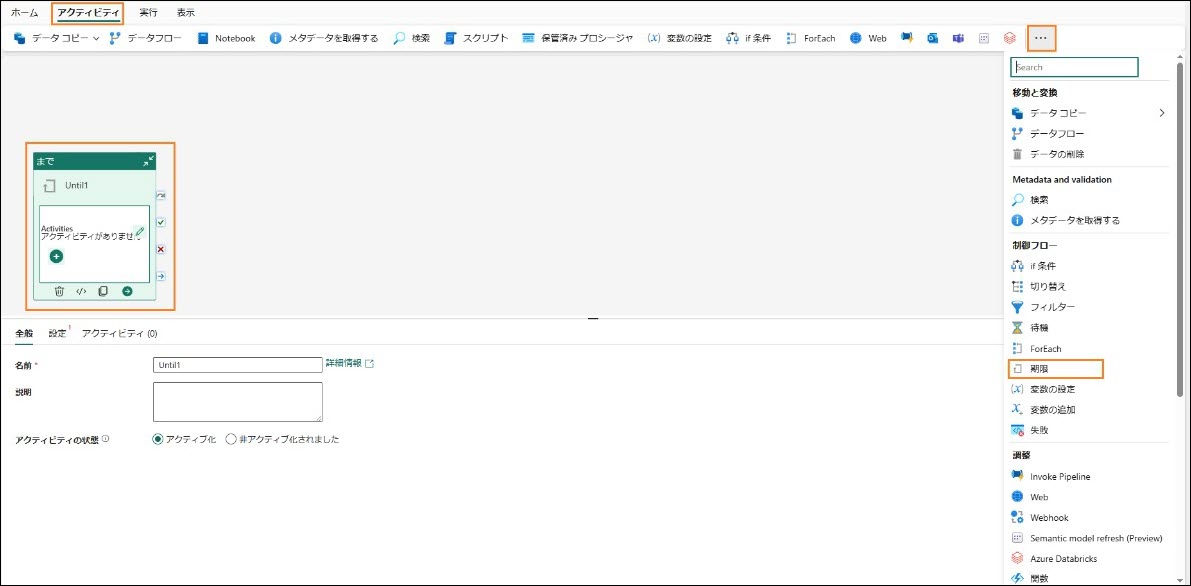 ホーム アクティビティ 実行 表示
データ コピー データフロー Notebook メタデータを取得する 検索 スクリプト 保管済み プロシージャ (x) 変数の設定 if 条件 ForEach Web ...
Search
移動と変換
データ コピー
データフロー
データの削除
Metadata and validation
検索
メタデータを取得する
制御フロー
if 条件
切り替え
フィルター
待機
ForEach
期限
(x) 変数の設定
変数の追加
失敗
調整
Invoke Pipeline
Web
Webhook
Semantic model refresh (Preview)
Azure Databricks
関数
まで
Until1
Activities
アクティビティがありません
全般 設定 1 アクティビティ (0)
名前 * Until1 詳細情報
説明
アクティビティの状態 アクティブ化 非アクティブ化されました